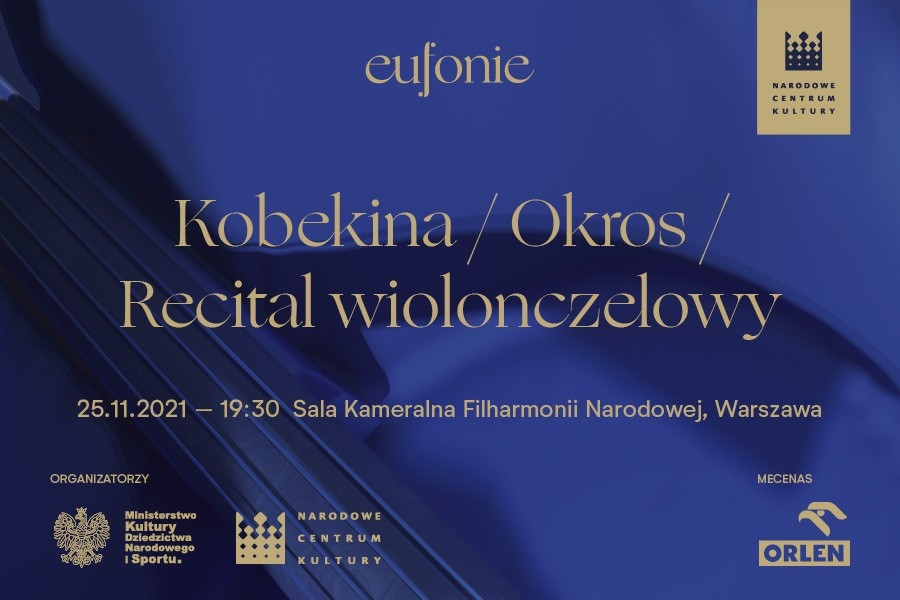 eufonie
NARODOWE
CENTRUM
KULTURY
Kobekina / Okros /
Recital wiolonczelowy
25.11.2021 – 19:30 Sala Kameralna Filharmonii Narodowej, Warszawa
ORGANIZATORZY
MECENAS
Ministerstwo
Kultury
Dziedzictwa
Narodowego
i Sportu.
NARODOWE
CENTRUM
KULTURY
ORLEN